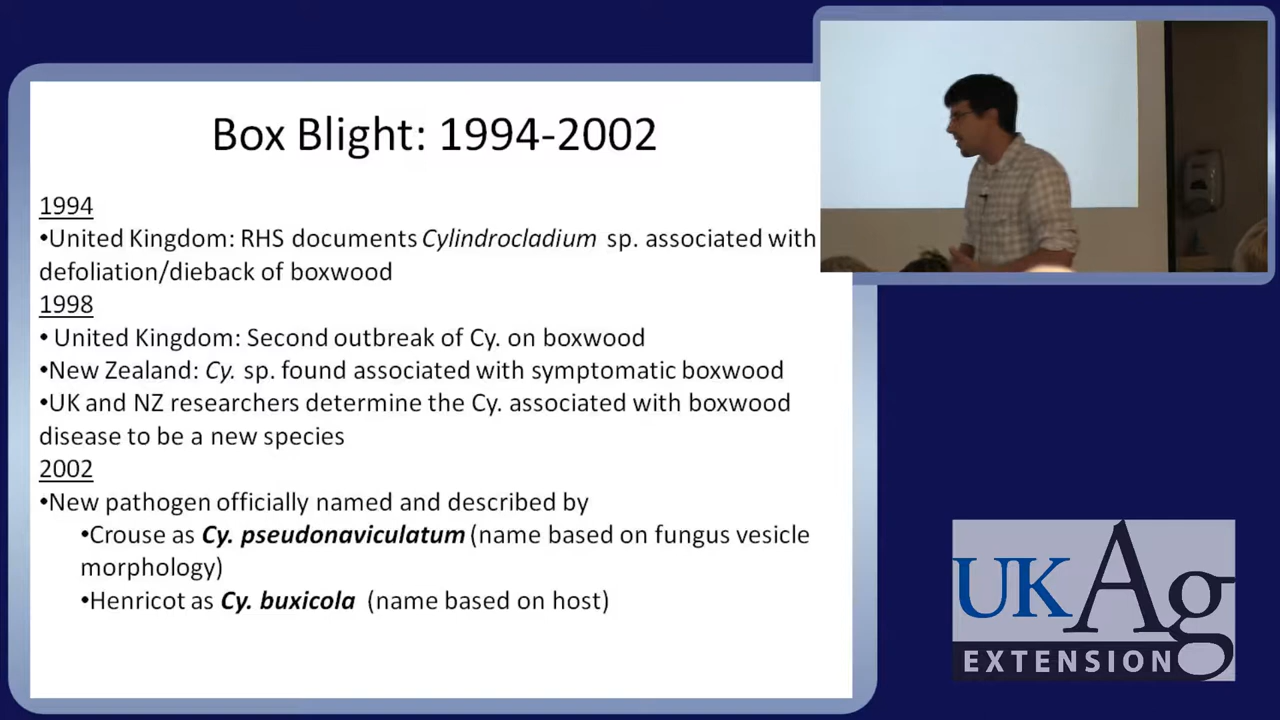 Box Blight: 1994-2002
1994
•United Kingdom: RHS documents Cylindrocladium sp. associated with
defoliation/dieback of boxwood
1998
• United Kingdom: Second outbreak of Cy. on boxwood
•New Zealand: Cy. sp. found associated with symptomatic boxwood
•UK and NZ researchers determine the Cy. associated with boxwood
disease to be a new species
2002
•New pathogen officially named and described by
•Crouse as Cy. pseudonaviculatum (name based on fungus vesicle
morphology)
•Henricot as Cy. buxicola (name based on host)
UKAg
EXTENSION